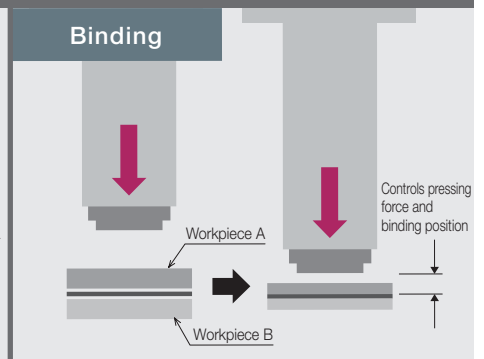 Binding
Controls pressing
force and
binding position
Workpiece A
Workpiece B